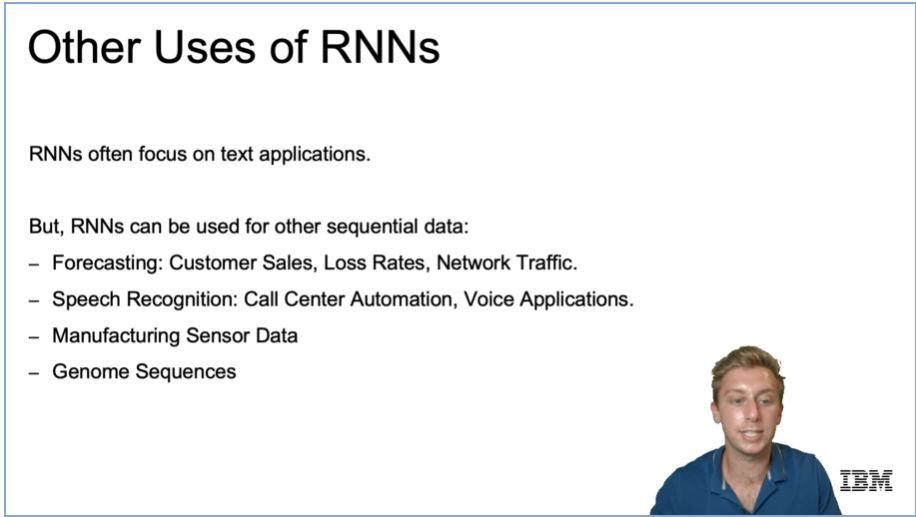 Other Uses of RNNs
RNNs often focus on text applications.
But, RNNs can be used for other sequential data:
– Forecasting: Customer Sales, Loss Rates, Network Traffic.
– Speech Recognition: Call Center Automation, Voice Applications.
– Manufacturing Sensor Data
– Genome Sequences
IBM